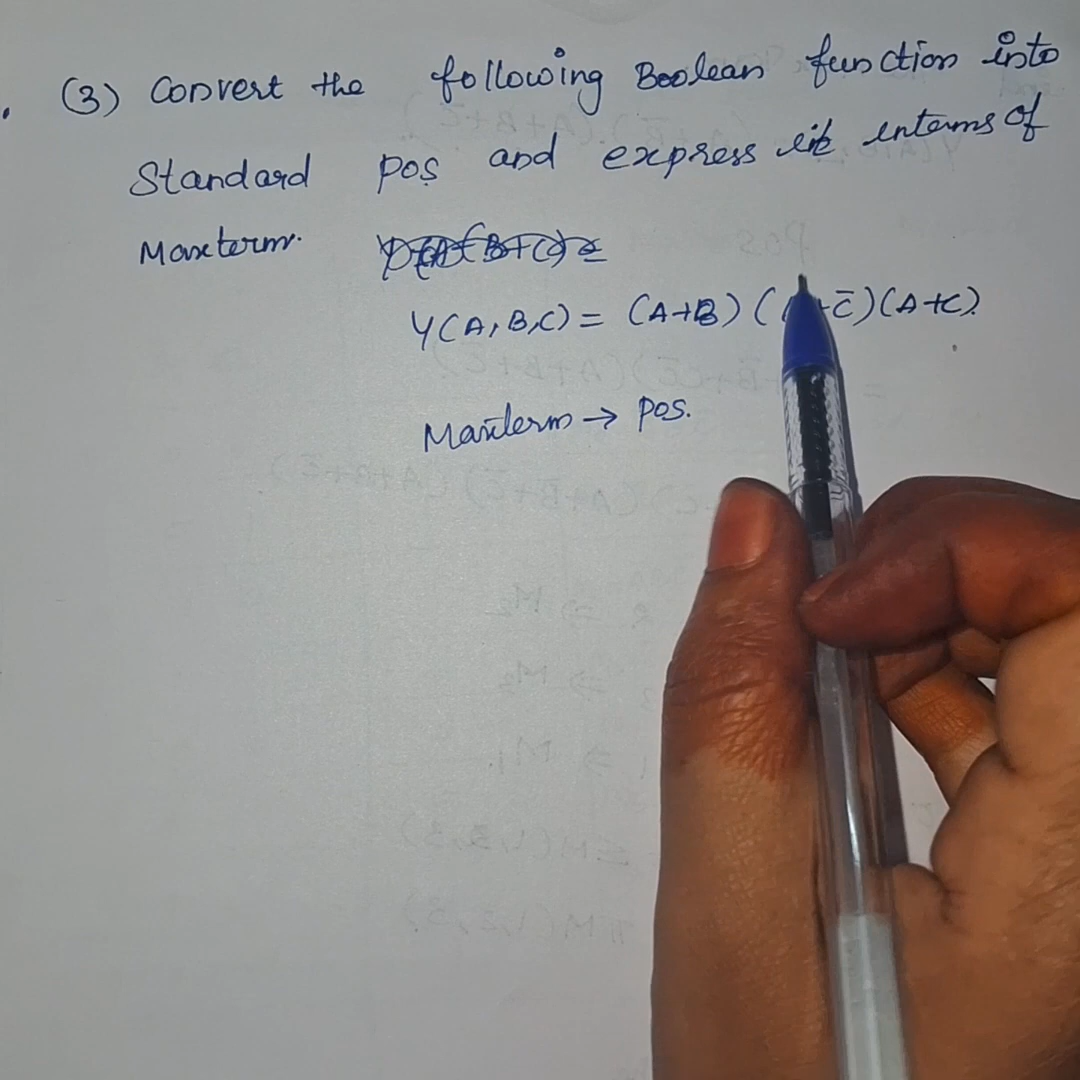 (3) Convert the following Boolean function into
Standard POS and express it interms of
Maxterm.
Y(A,B,C) = (A+B) ( C̅)(A+C).
Maxterm → POS.